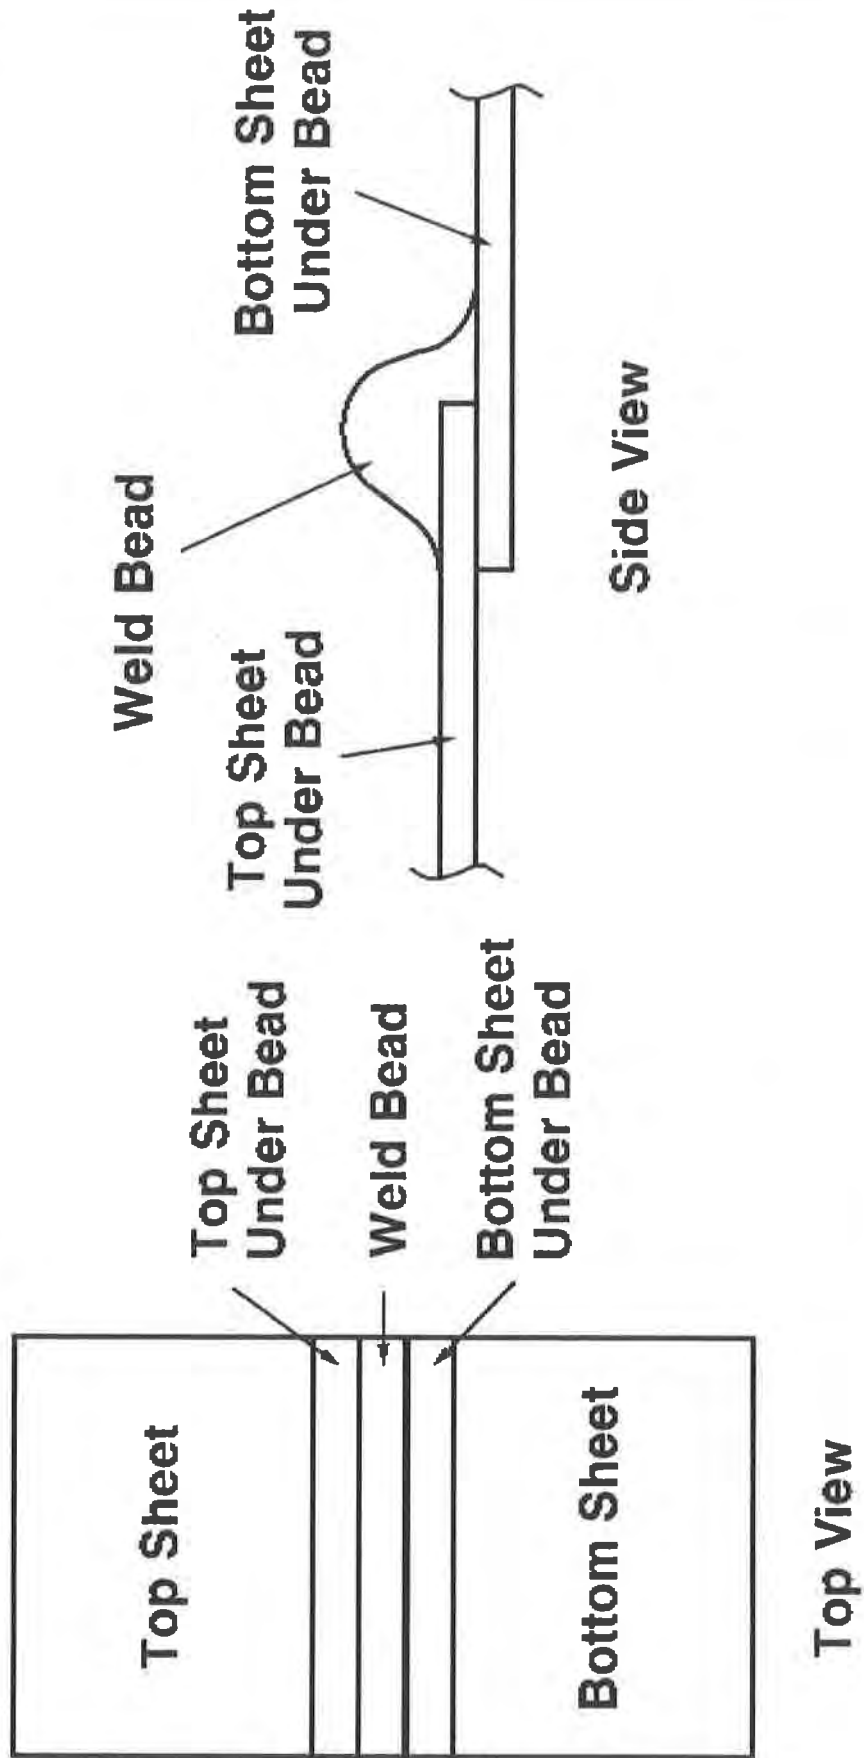 Top Sheet
Top Sheet
Under Bead
Weld Bead
Bottom Sheet
Under Bead
Bottom Sheet
Top View
Weld Bead
Top Sheet
Under Bead
Bottom Sheet
Under Bead
Side View